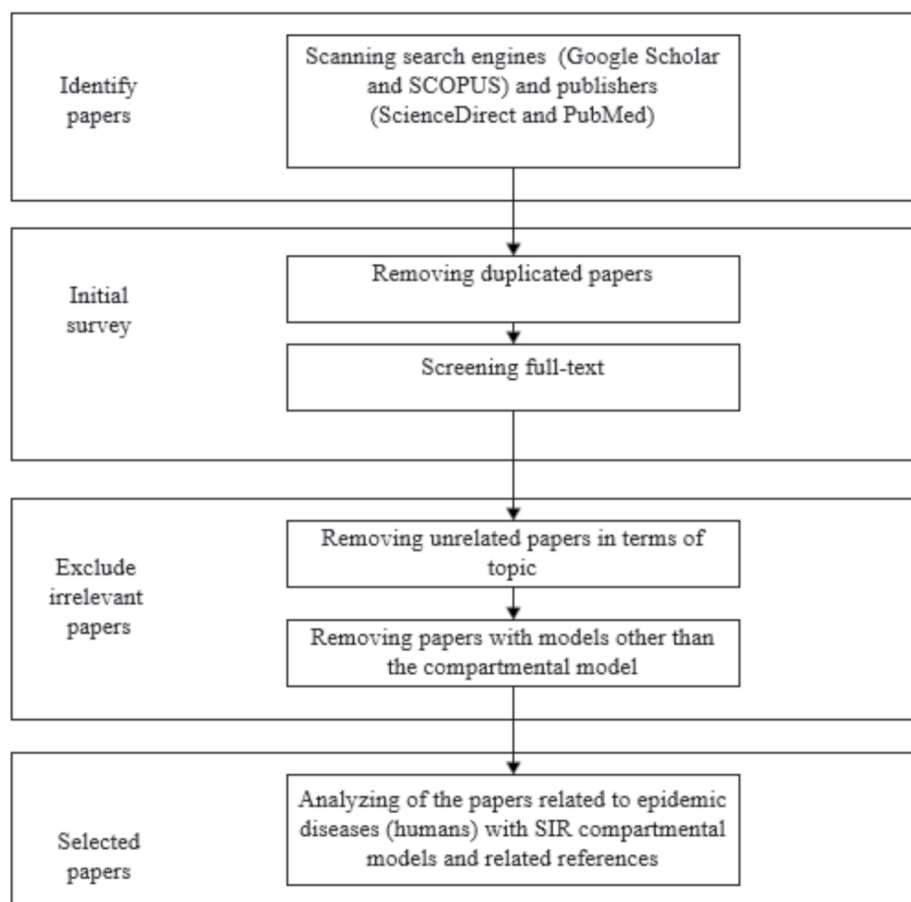 Identify
papers
Scanning search engines (Google Scholar
and SCOPUS) and publishers
(ScienceDirect and PubMed)
Initial
survey
Removing duplicated papers
Screening full-text
Exclude
irrelevant
papers
Removing unrelated papers in terms of
topic
Removing papers with models other than
the compartmental model
Selected
papers
Analyzing of the papers related to epidemic
diseases (humans) with SIR compartmental
models and related references